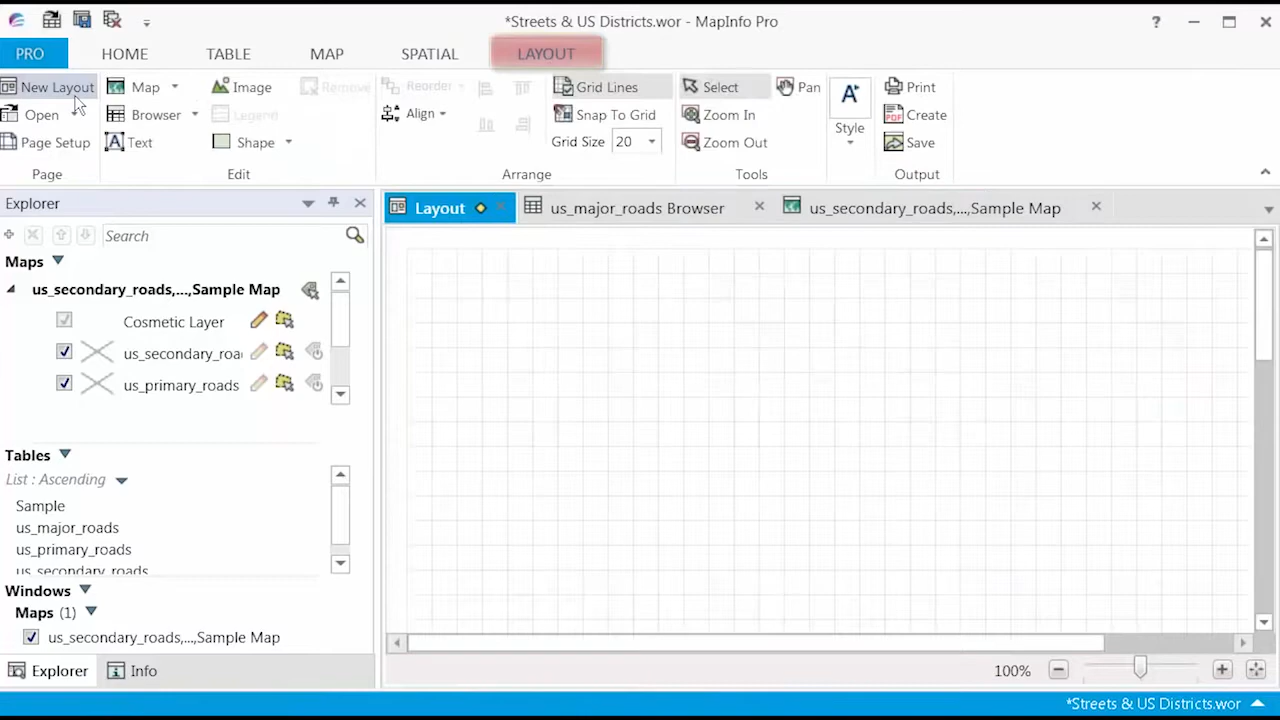 *Streets & US Districts.wor - MapInfo Pro
?
PRO HOME TABLE MAP SPATIAL LAYOUT
New Layout Map Image Remove Reorder Grid Lines Select Pan Print
Open Browser Legend Align Snap To Grid Zoom In Style Create
Page Setup Text Shape Grid Size 20 Zoom Out Save
Page Edit Arrange Tools Output
Explorer
Layout us_major_roads Browser us_secondary_roads,...,Sample Map
Search
Maps
us_secondary_roads,...,Sample Map
Cosmetic Layer
us_secondary_roa
us_primary_roads
Tables
List : Ascending
Sample
us_major_roads
us_primary_roads
us_secondary_roads
Windows
Maps (1)
us_secondary_roads,...,Sample Map
Explorer Info
100%
*Streets & US Districts.wor